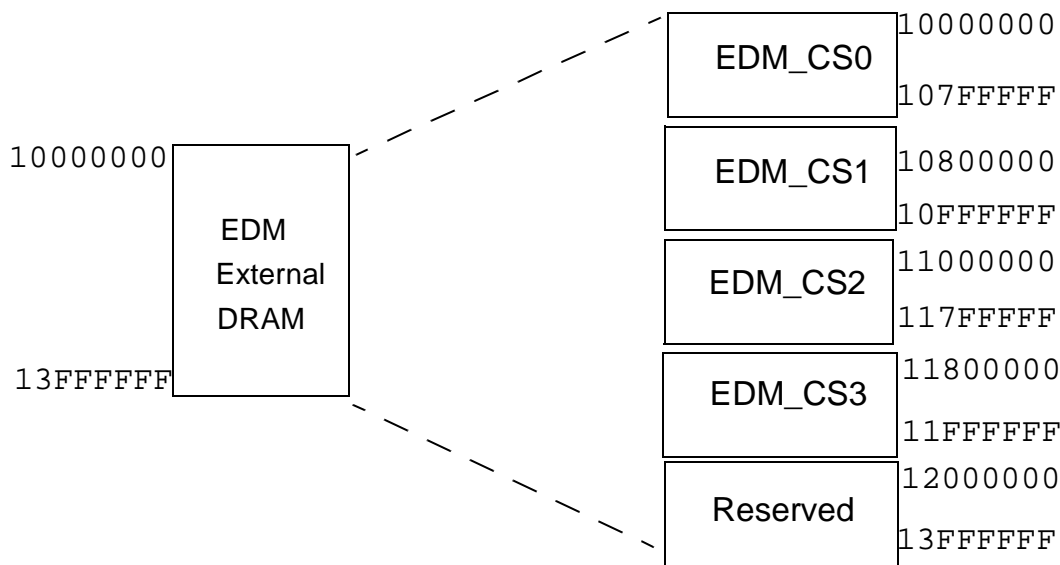 10000000
EDM
External
DRAM
13FFFFFF
EDM_CS0
10000000
107FFFFF
EDM_CS1
10800000
10FFFFFF
EDM_CS2
11000000
117FFFFF
EDM_CS3
11800000
11FFFFFF
Reserved
12000000
13FFFFFF